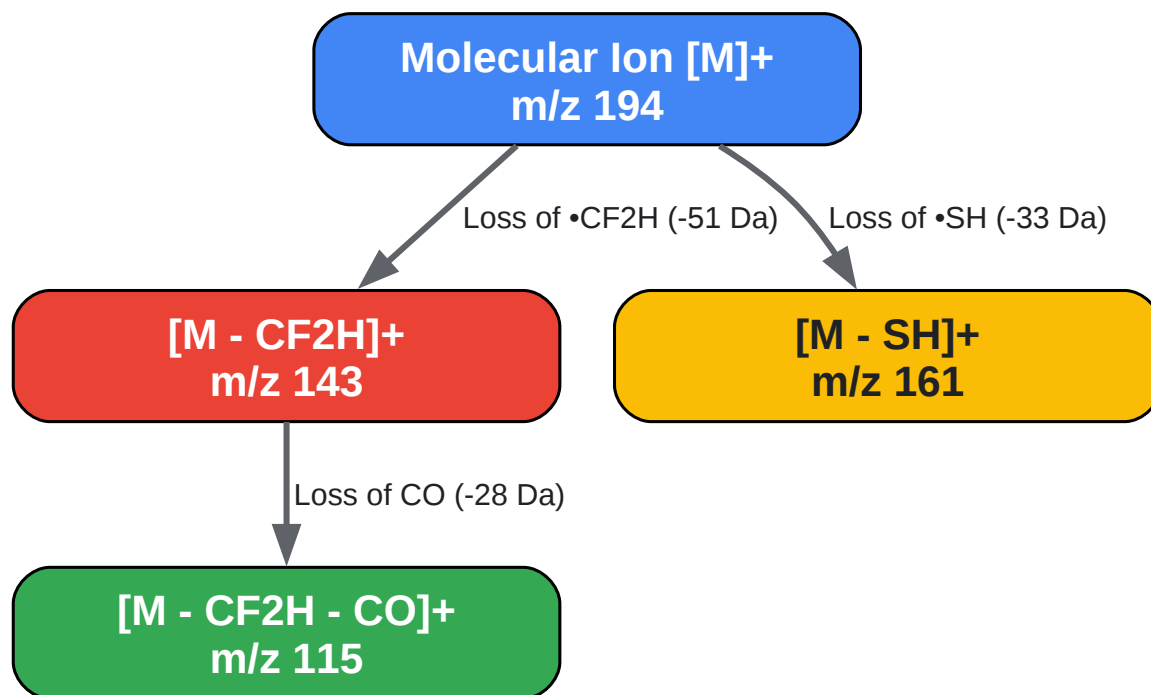 Molecular Ion [M]+
m/z 194
Loss of •CF2H (-51 Da)
Loss of •SH (-33 Da)
[M - CF2H]+
m/z 143
[M - SH]+
m/z 161
Loss of CO (-28 Da)
[M - CF2H - CO]+
m/z 115